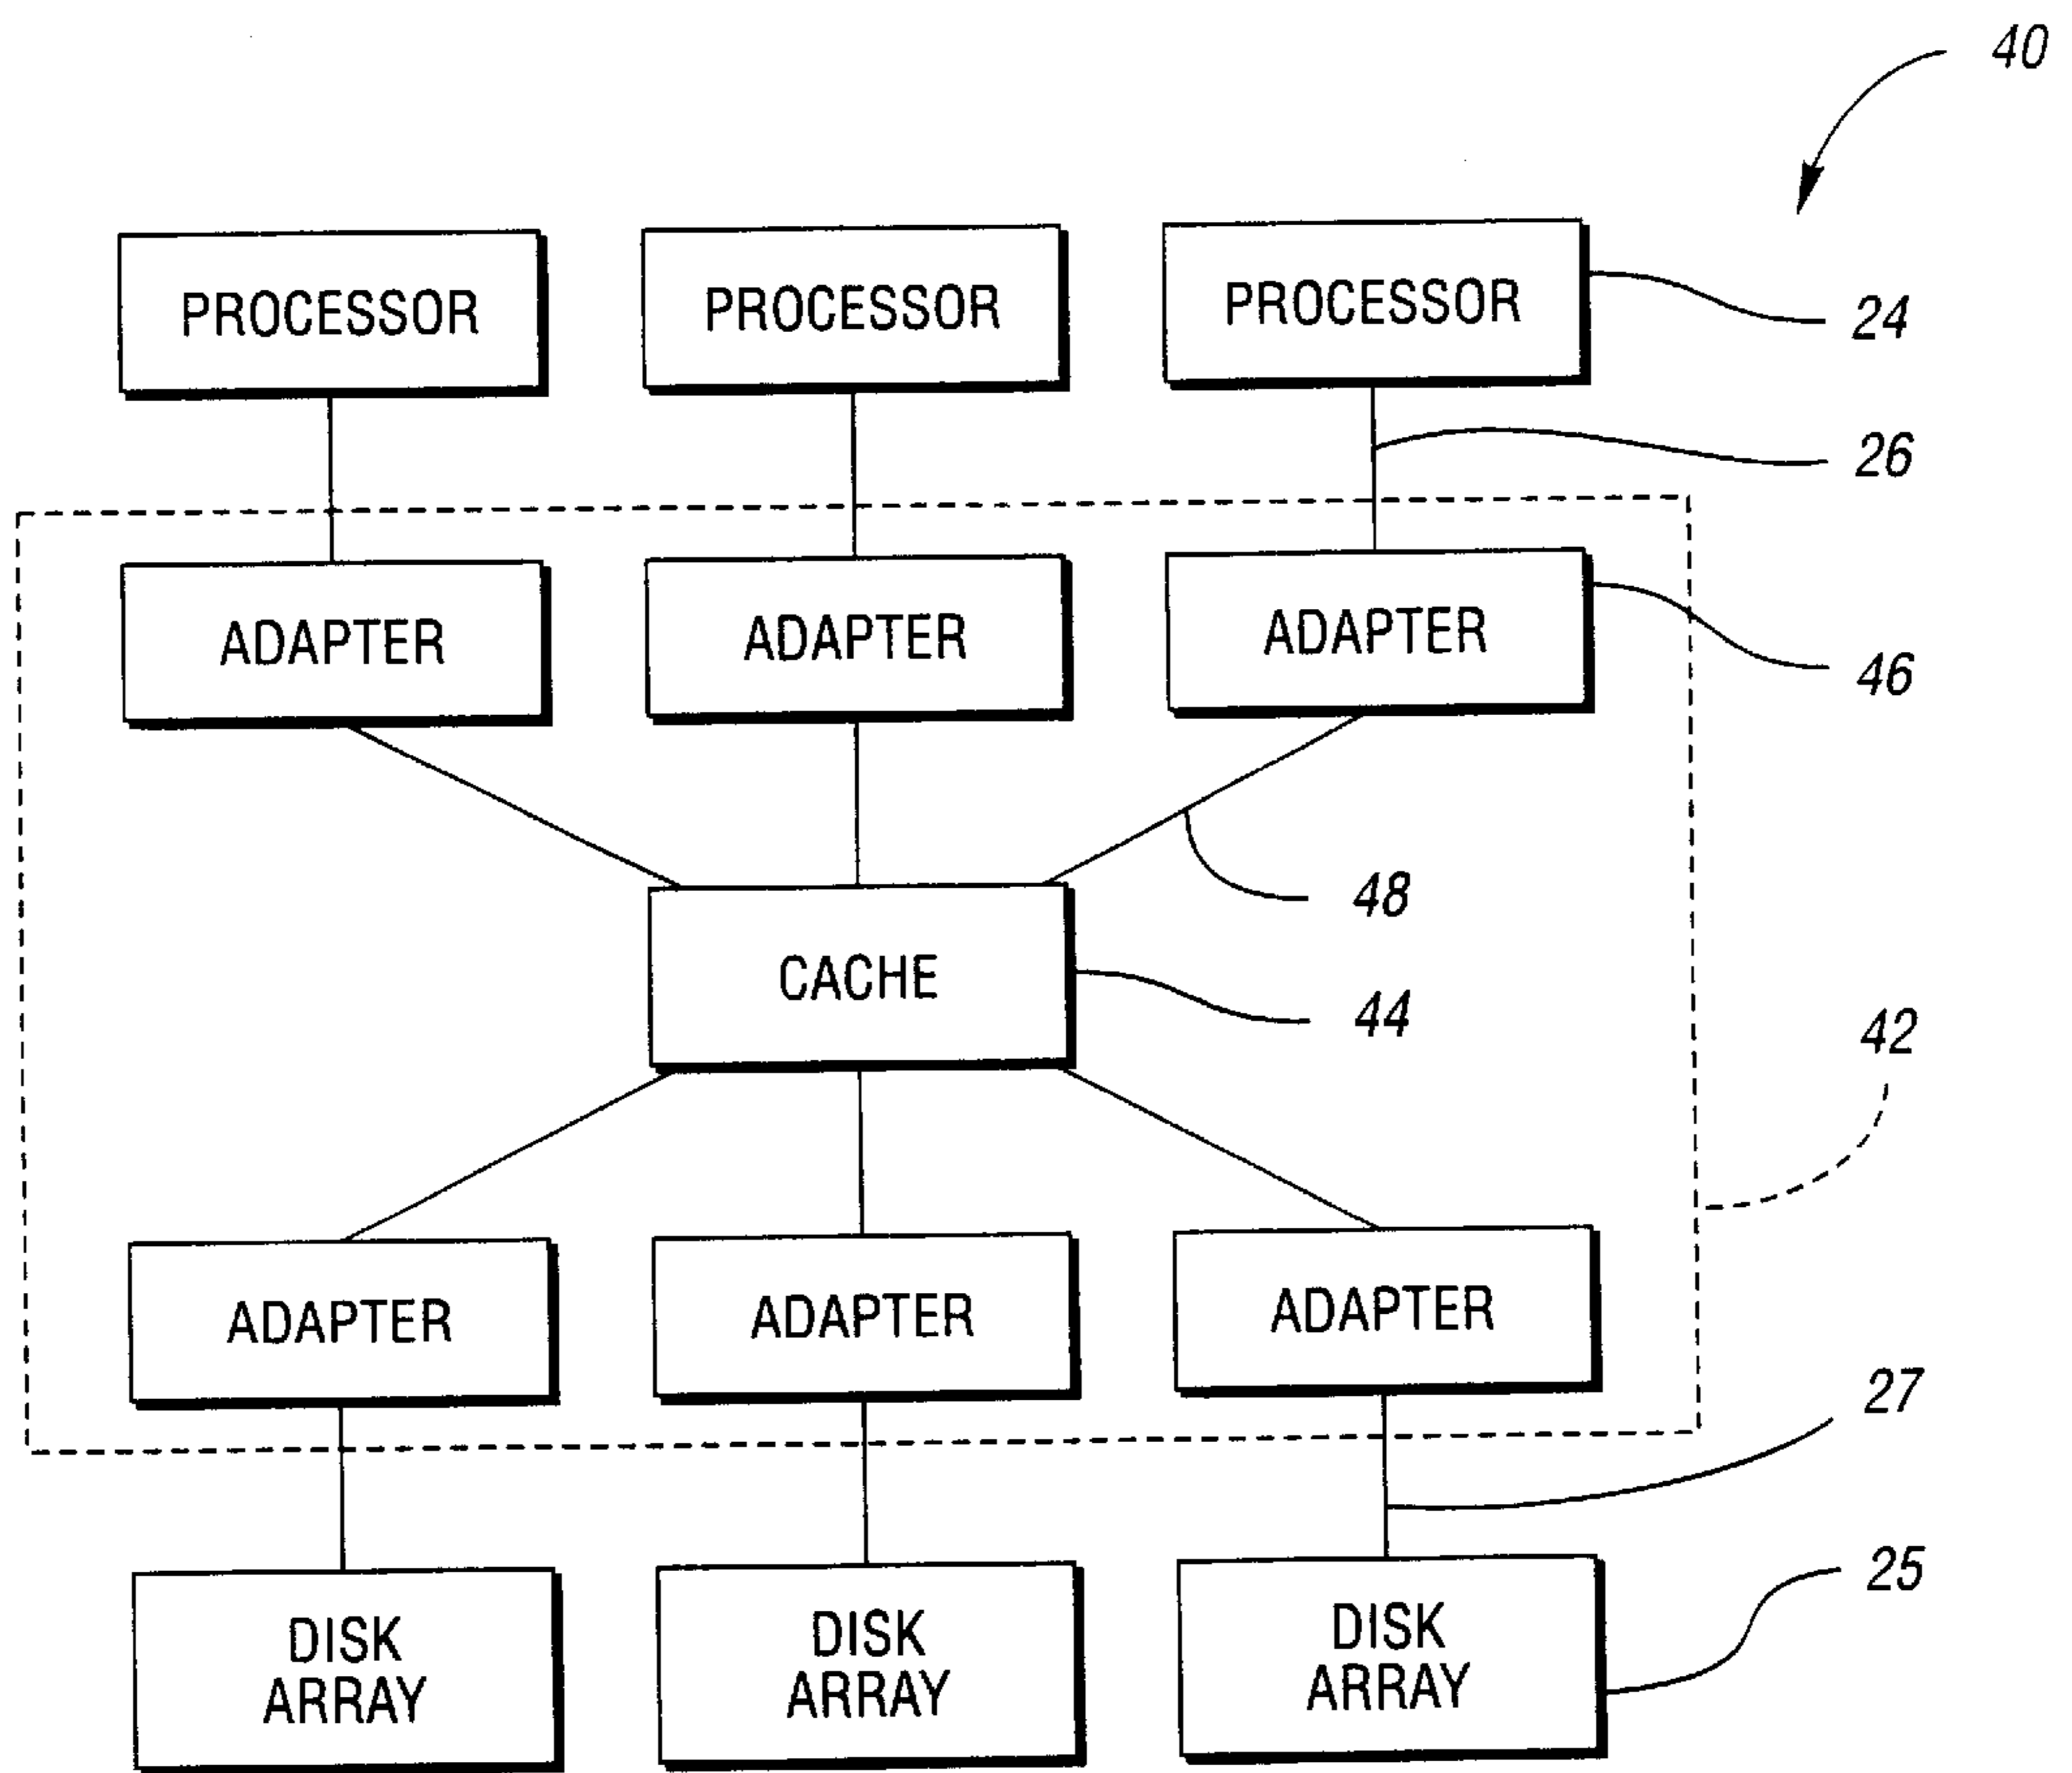 40
PROCESSOR PROCESSOR PROCESSOR
24
26
ADAPTER ADAPTER ADAPTER
46
48
CACHE
44
42
ADAPTER ADAPTER ADAPTER
27
25
DISK ARRAY
DISK ARRAY
DISK ARRAY